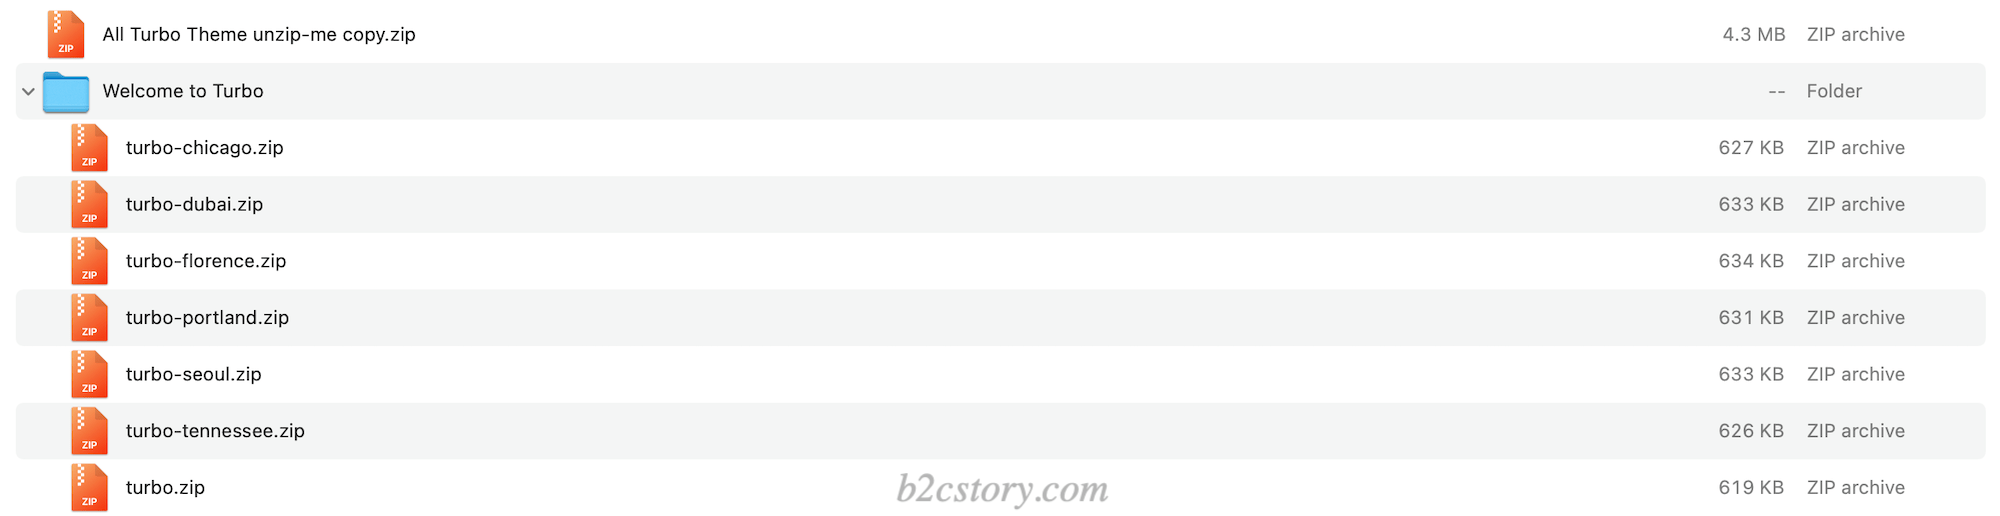 ZIP All Turbo Theme unzip-me copy.zip 4.3 MB ZIP archive
Welcome to Turbo -- Folder
ZIP turbo-chicago.zip 627 KB ZIP archive
ZIP turbo-dubai.zip 633 KB ZIP archive
ZIP turbo-florence.zip 634 KB ZIP archive
ZIP turbo-portland.zip 631 KB ZIP archive
ZIP turbo-seoul.zip 633 KB ZIP archive
ZIP turbo-tennessee.zip 626 KB ZIP archive
ZIP turbo.zip 619 KB ZIP archive
b2cstory.com